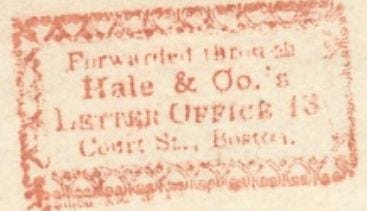 Forwarded through
Hale & Co.'s
LETTER OFFICE 13
Court St., Boston.